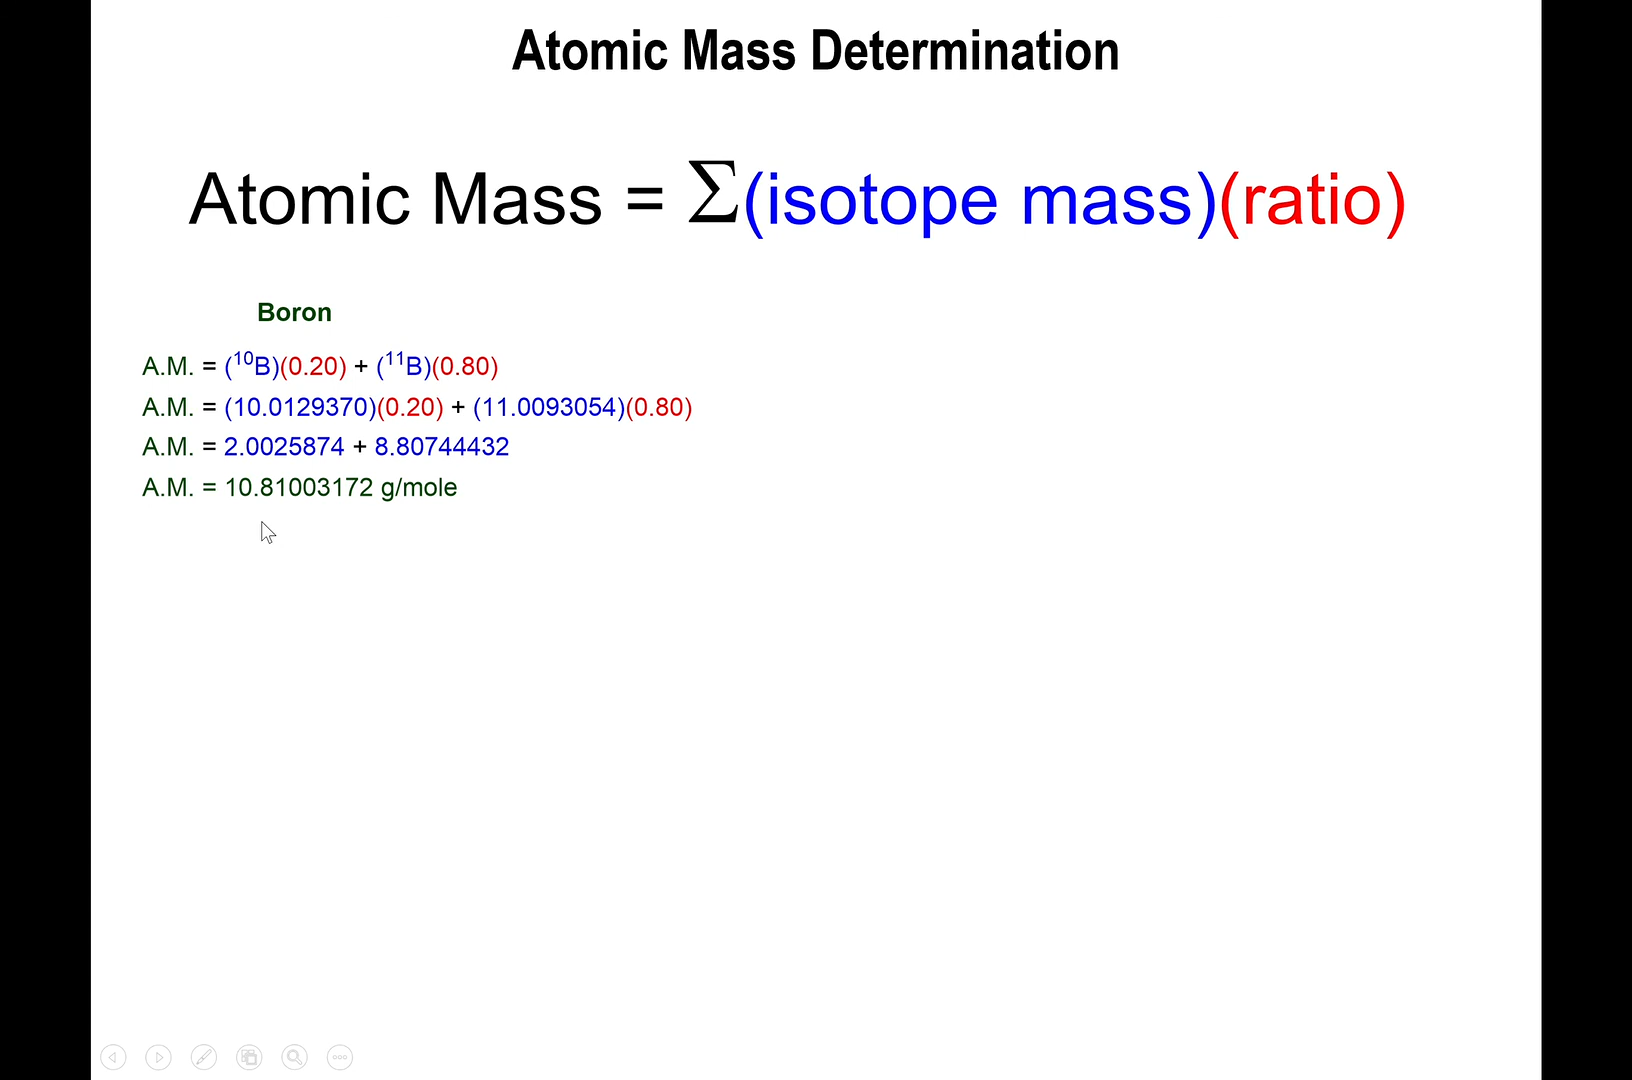 Atomic Mass Determination
Atomic Mass = Σ(isotope mass)(ratio)
Boron
A.M. = (¹⁰B)(0.20) + (¹¹B)(0.80)
A.M. = (10.0129370)(0.20) + (11.0093054)(0.80)
A.M. = 2.0025874 + 8.80744432
A.M. = 10.81003172 g/mole